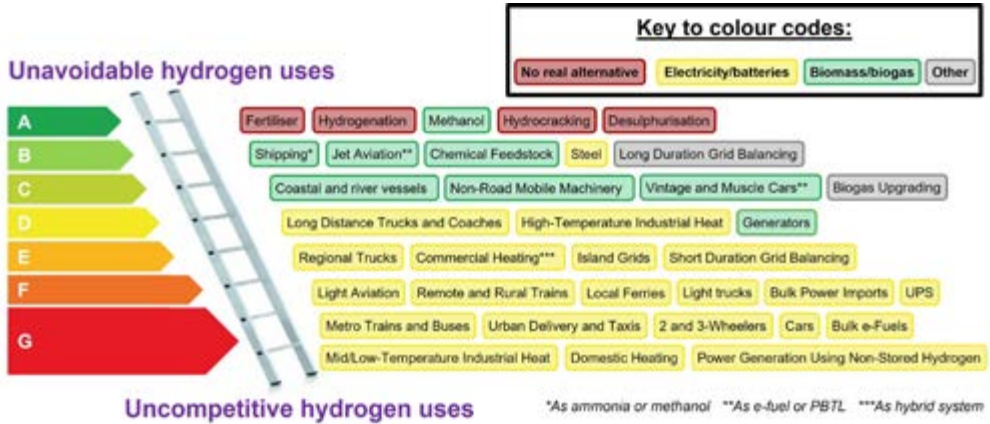 Key to colour codes:
No real alternative Electricity/batteries Biomass/biogas Other
Unavoidable hydrogen uses
A Fertiliser Hydrogenation Methanol Hydrocracking Desulphurisation
B Shipping* Jet Aviation** Chemical Feedstock Steel Long Duration Grid Balancing
C Coastal and river vessels Non-Road Mobile Machinery Vintage and Muscle Cars** Biogas Upgrading
D Long Distance Trucks and Coaches High-Temperature Industrial Heat Generators
E Regional Trucks Commercial Heating*** Island Grids Short Duration Grid Balancing
F Light Aviation Remote and Rural Trains Local Ferries Light trucks Bulk Power Imports UPS
G Metro Trains and Buses Urban Delivery and Taxis 2 and 3-Wheelers Cars Bulk e-Fuels
Mid/Low-Temperature Industrial Heat Domestic Heating Power Generation Using Non-Stored Hydrogen
Uncompetitive hydrogen uses *As ammonia or methanol **As e-fuel or PBTL ***As hybrid system